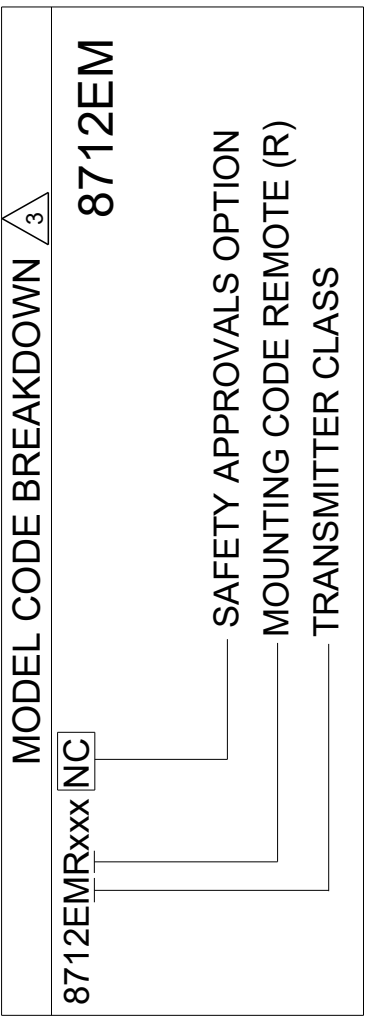 MODEL CODE BREAKDOWN 3
8712EM
8712EMRxxx NC
SAFETY APPROVALS OPTION
MOUNTING CODE REMOTE (R)
TRANSMITTER CLASS